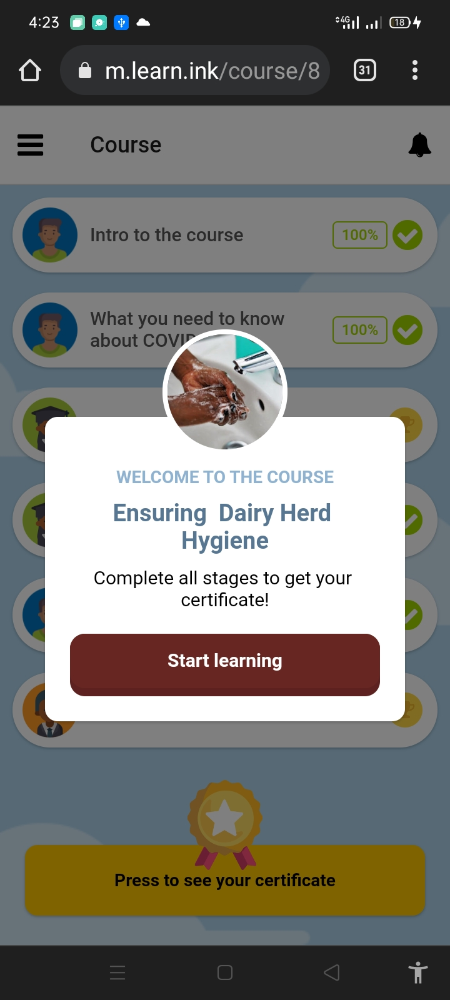 4:23
4G
18
m.learn.ink/course/8
31
Course
Intro to the course
100%
What you need to know
100%
about
WELCOME TO THE COURSE
Ensuring  Dairy Herd
Hygiene
Complete all stages to get your
certificate!
Start learning
Press to see your certificate